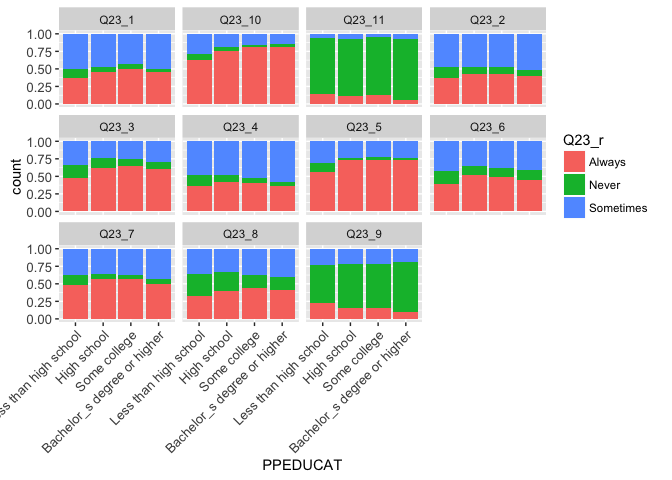 Q23_1 Q23_10 Q23_11 Q23_2
1.00
0.75
0.50
0.25
0.00
Q23_3 Q23_4 Q23_5 Q23_6
1.00
0.75
0.50
0.25
0.00
Q23_7 Q23_8 Q23_9
1.00
0.75
0.50
0.25
0.00
count
than high school
High school
Some college
Bachelor_s degree or higher
Less than high school
High school
Some college
Bachelor_s degree or higher
Less than high school
High school
Some college
Bachelor_s degree or higher
PPEDUCAT
Q23_r
Always
Never
Sometimes